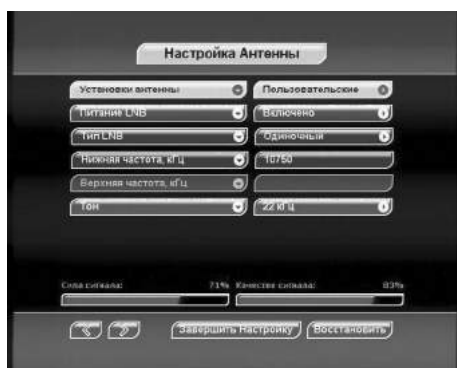 Настройка Антенны
Установки антенны Пользовательские
Питание LNB Включено
Тип LNB Одиночный
Нижняя частота, кГц 10750
Верхняя частота, кГц
Тон 22 кГц
Сила сигнала: 71% Качество сигнала: 83%
Завершить Настройку Восстановить